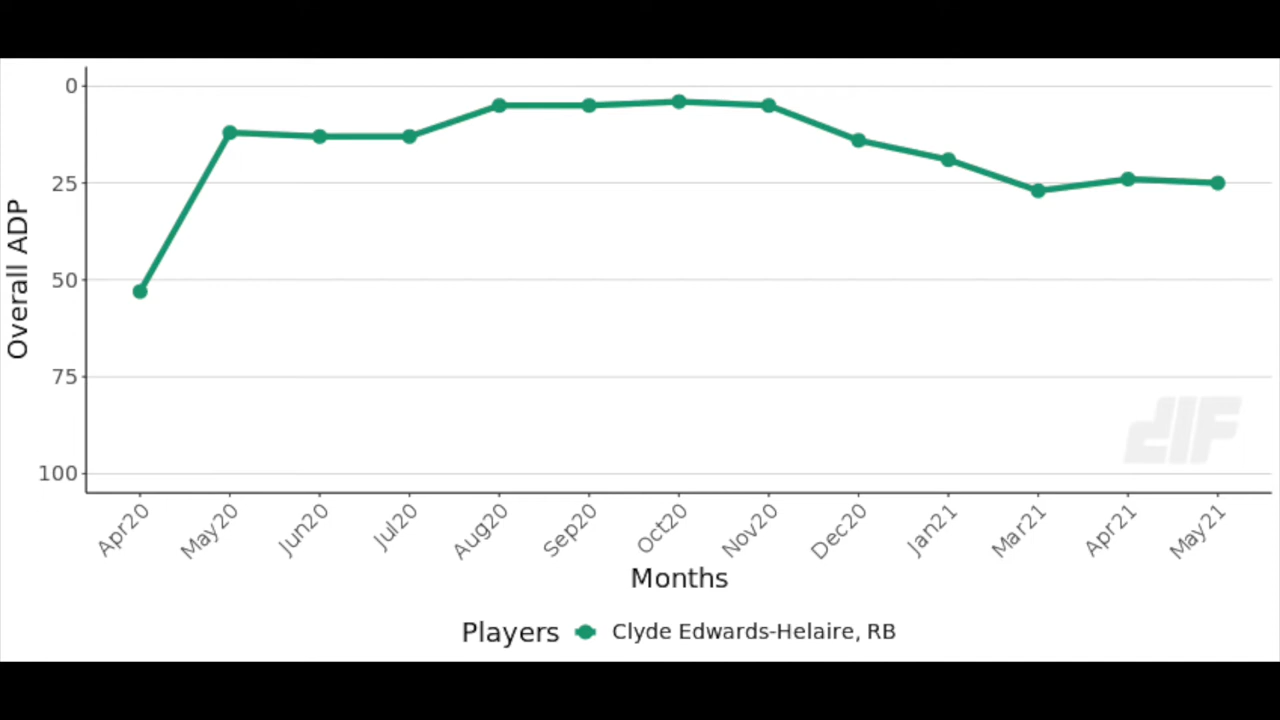 Overall ADP
0
25
50
75
100
DLF
Apr20 May20 Jun20 Jul20 Aug20 Sep20 Oct20 Nov20 Dec20 Jan21 Mar21 Apr21 May21
Months
Players Clyde Edwards-Helaire, RB